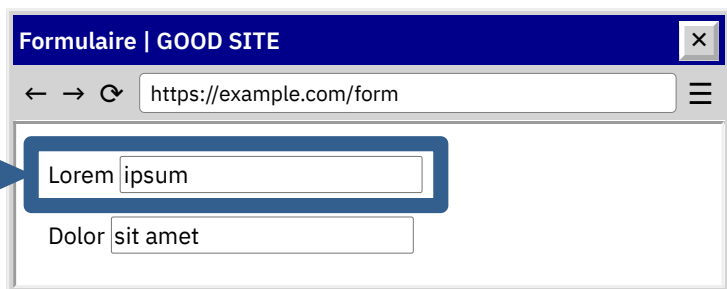 Formulaire | GOOD SITE
https://example.com/form
Lorem ipsum
Dolor sit amet